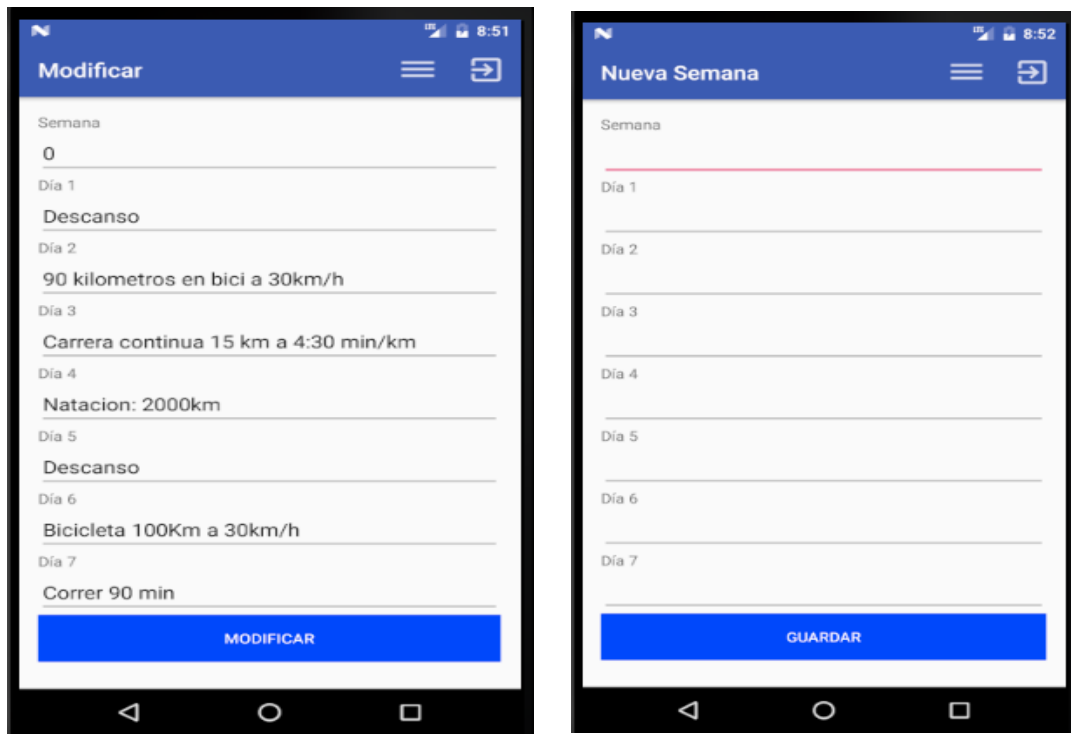 8:51
Modificar
Semana
0
Día 1
Descanso
Día 2
90 kilometros en bici a 30km/h
Día 3
Carrera continua 15 km a 4:30 min/km
Día 4
Natacion: 2000km
Día 5
Descanso
Día 6
Bicicleta 100Km a 30km/h
Día 7
Correr 90 min
MODIFICAR
8:52
Nueva Semana
Semana
Día 1
Día 2
Día 3
Día 4
Día 5
Día 6
Día 7
GUARDAR